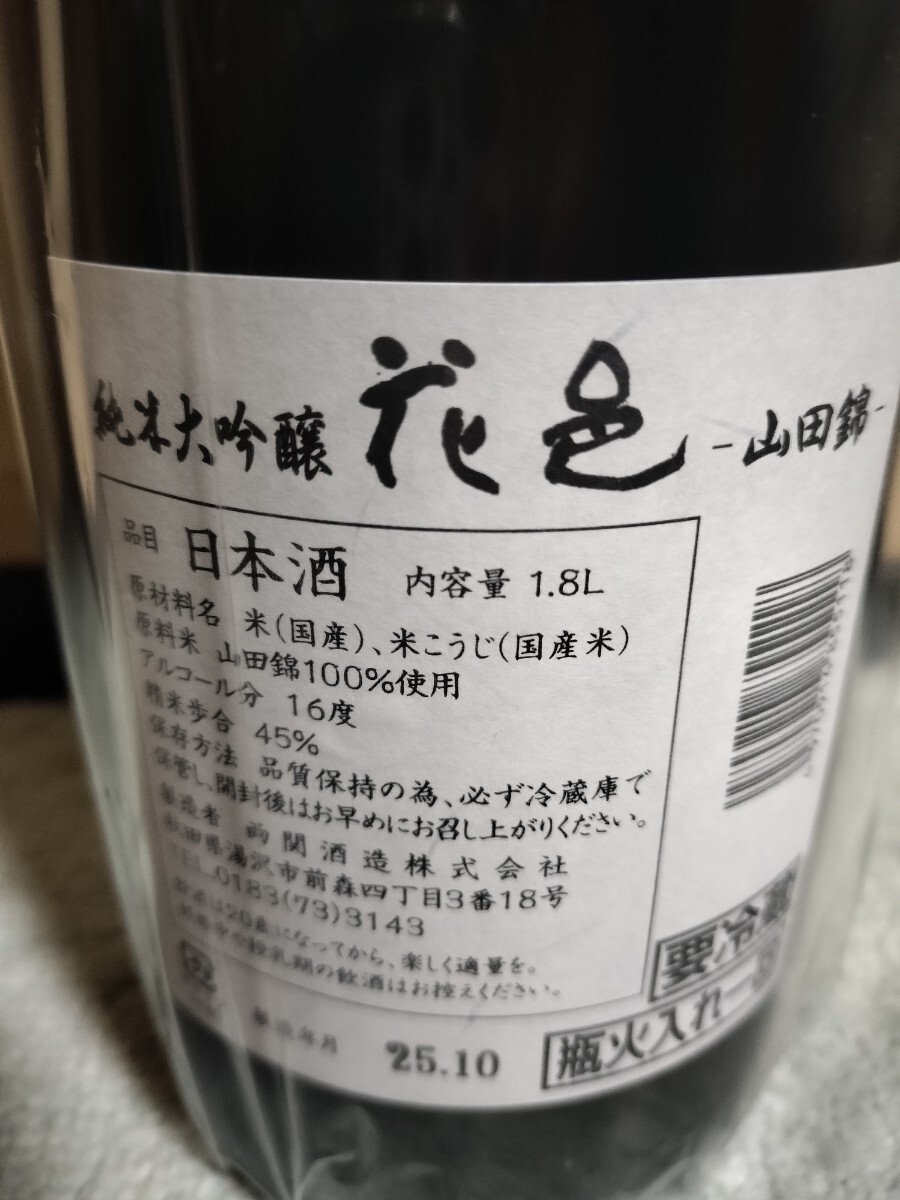 純米大吟醸 花邑 -山田錦-
品目 日本酒 内容量 1.8L
原材料名 米(国産)、米こうじ(国産米)
原料米 山田錦100%使用
アルコール分 16度
精米歩合 45%
保存方法 品質保持の為、必ず冷蔵庫で
保管し、開封後はお早めにお召し上がりください。
製造者 両関酒造株式会社
秋田県湯沢市前森四丁目3番18号
TEL.0183(73)3143
お酒は20歳になってから、楽しく適量を。
妊娠中や授乳期の飲酒はお控えください。
要冷蔵
製造年月 25.10
瓶火入れ一回